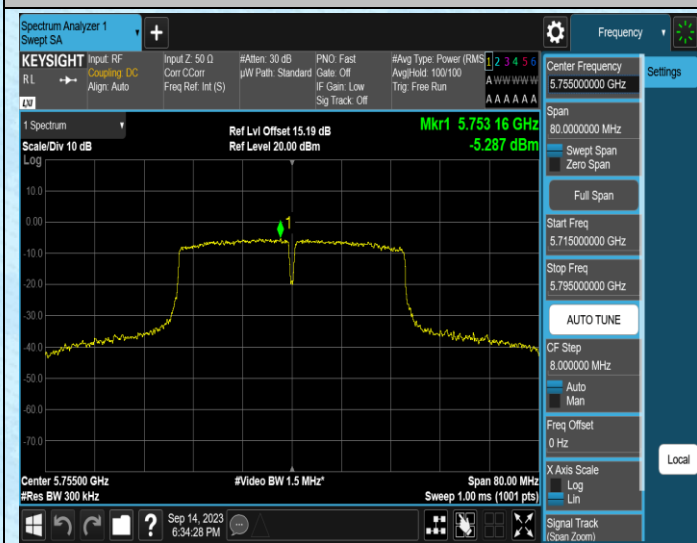 Spectrum Analyzer 1
Swept SA
Frequency
KEYSIGHT
RL
LXI
Input: RF
Coupling: DC
Align: Auto
Input Z: 50 Ω
Corr CCorr
Freq Ref: Int (S)
#Atten: 30 dB
µW Path: Standard
PNO: Fast
Gate: Off
IF Gain: Low
Sig Track: Off
#Avg Type: Power (RMS
Avg|Hold: 100/100
Trig: Free Run
1 2 3 4 5 6
A W W W W W
A A A A A A
1 Spectrum
Scale/Div 10 dB
Log
Ref Lvl Offset 15.19 dB
Ref Level 20.00 dBm
Mkr1 5.753 16 GHz
-5.287 dBm
10.0
0.00
-10.0
-20.0
-30.0
-40.0
-50.0
-60.0
-70.0
1
Center 5.75500 GHz
#Res BW 300 kHz
#Video BW 1.5 MHz*
Span 80.00 MHz
Sweep 1.00 ms (1001 pts)
Sep 14, 2023
6:34:28 PM
Center Frequency
5.755000000 GHz
Span
80.0000000 MHz
Swept Span
Zero Span
Full Span
Start Freq
5.715000000 GHz
Stop Freq
5.795000000 GHz
AUTO TUNE
CF Step
8.000000 MHz
Auto
Man
Freq Offset
0 Hz
X Axis Scale
Log
Lin
Signal Track
(Span Zoom)
Settings
Local